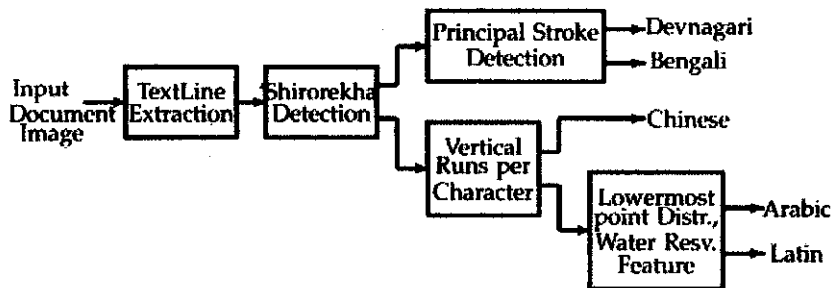 Input
Document
Image
TextLine
Extraction
Shirorekha
Detection
Principal Stroke
Detection
Devnagari
Bengali
Vertical
Runs per
Character
Chinese
Lowermost
point Distr.,
Water Resv.
Feature
Arabic
Latin